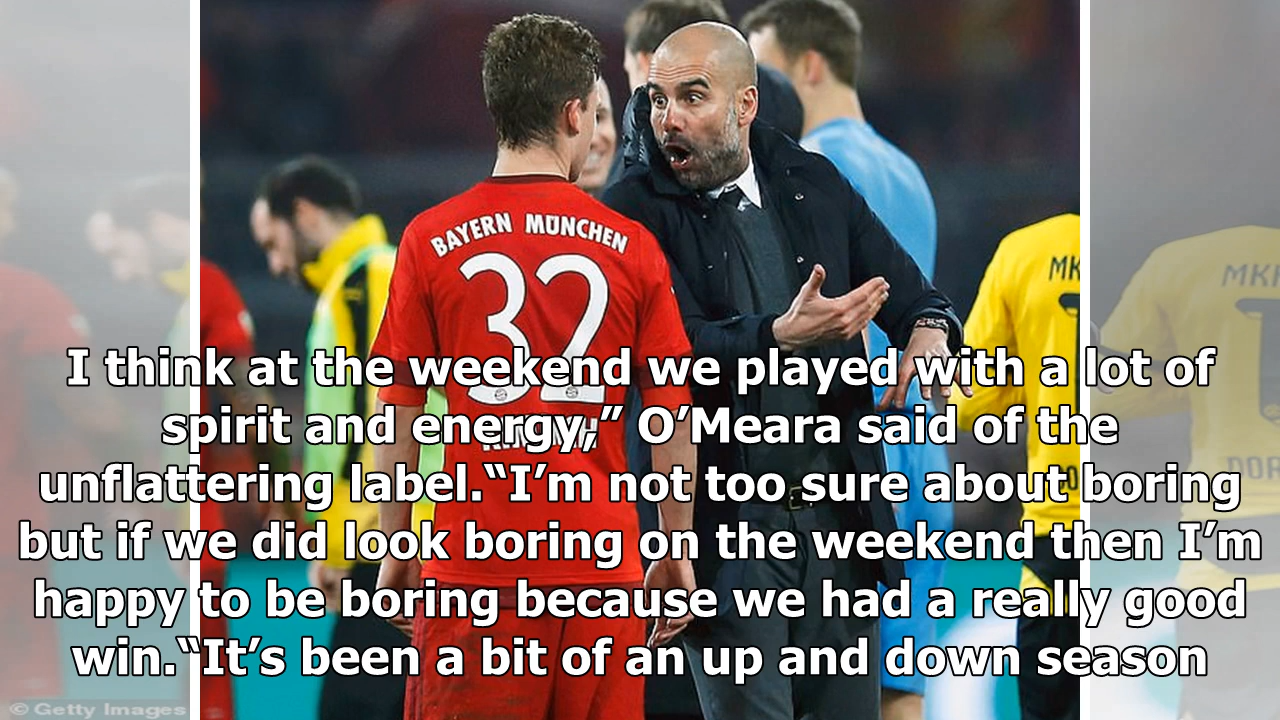 BAYERN MÜNCHEN
32
MK
MK
I think at the weekend we played with a lot of
spirit and energy,” O’Meara said of the
unflattering label.“I’m not too sure about boring
but if we did look boring on the weekend then I’m
happy to be boring because we had a really good
win.“It’s been a bit of an up and down season
© Getty Images